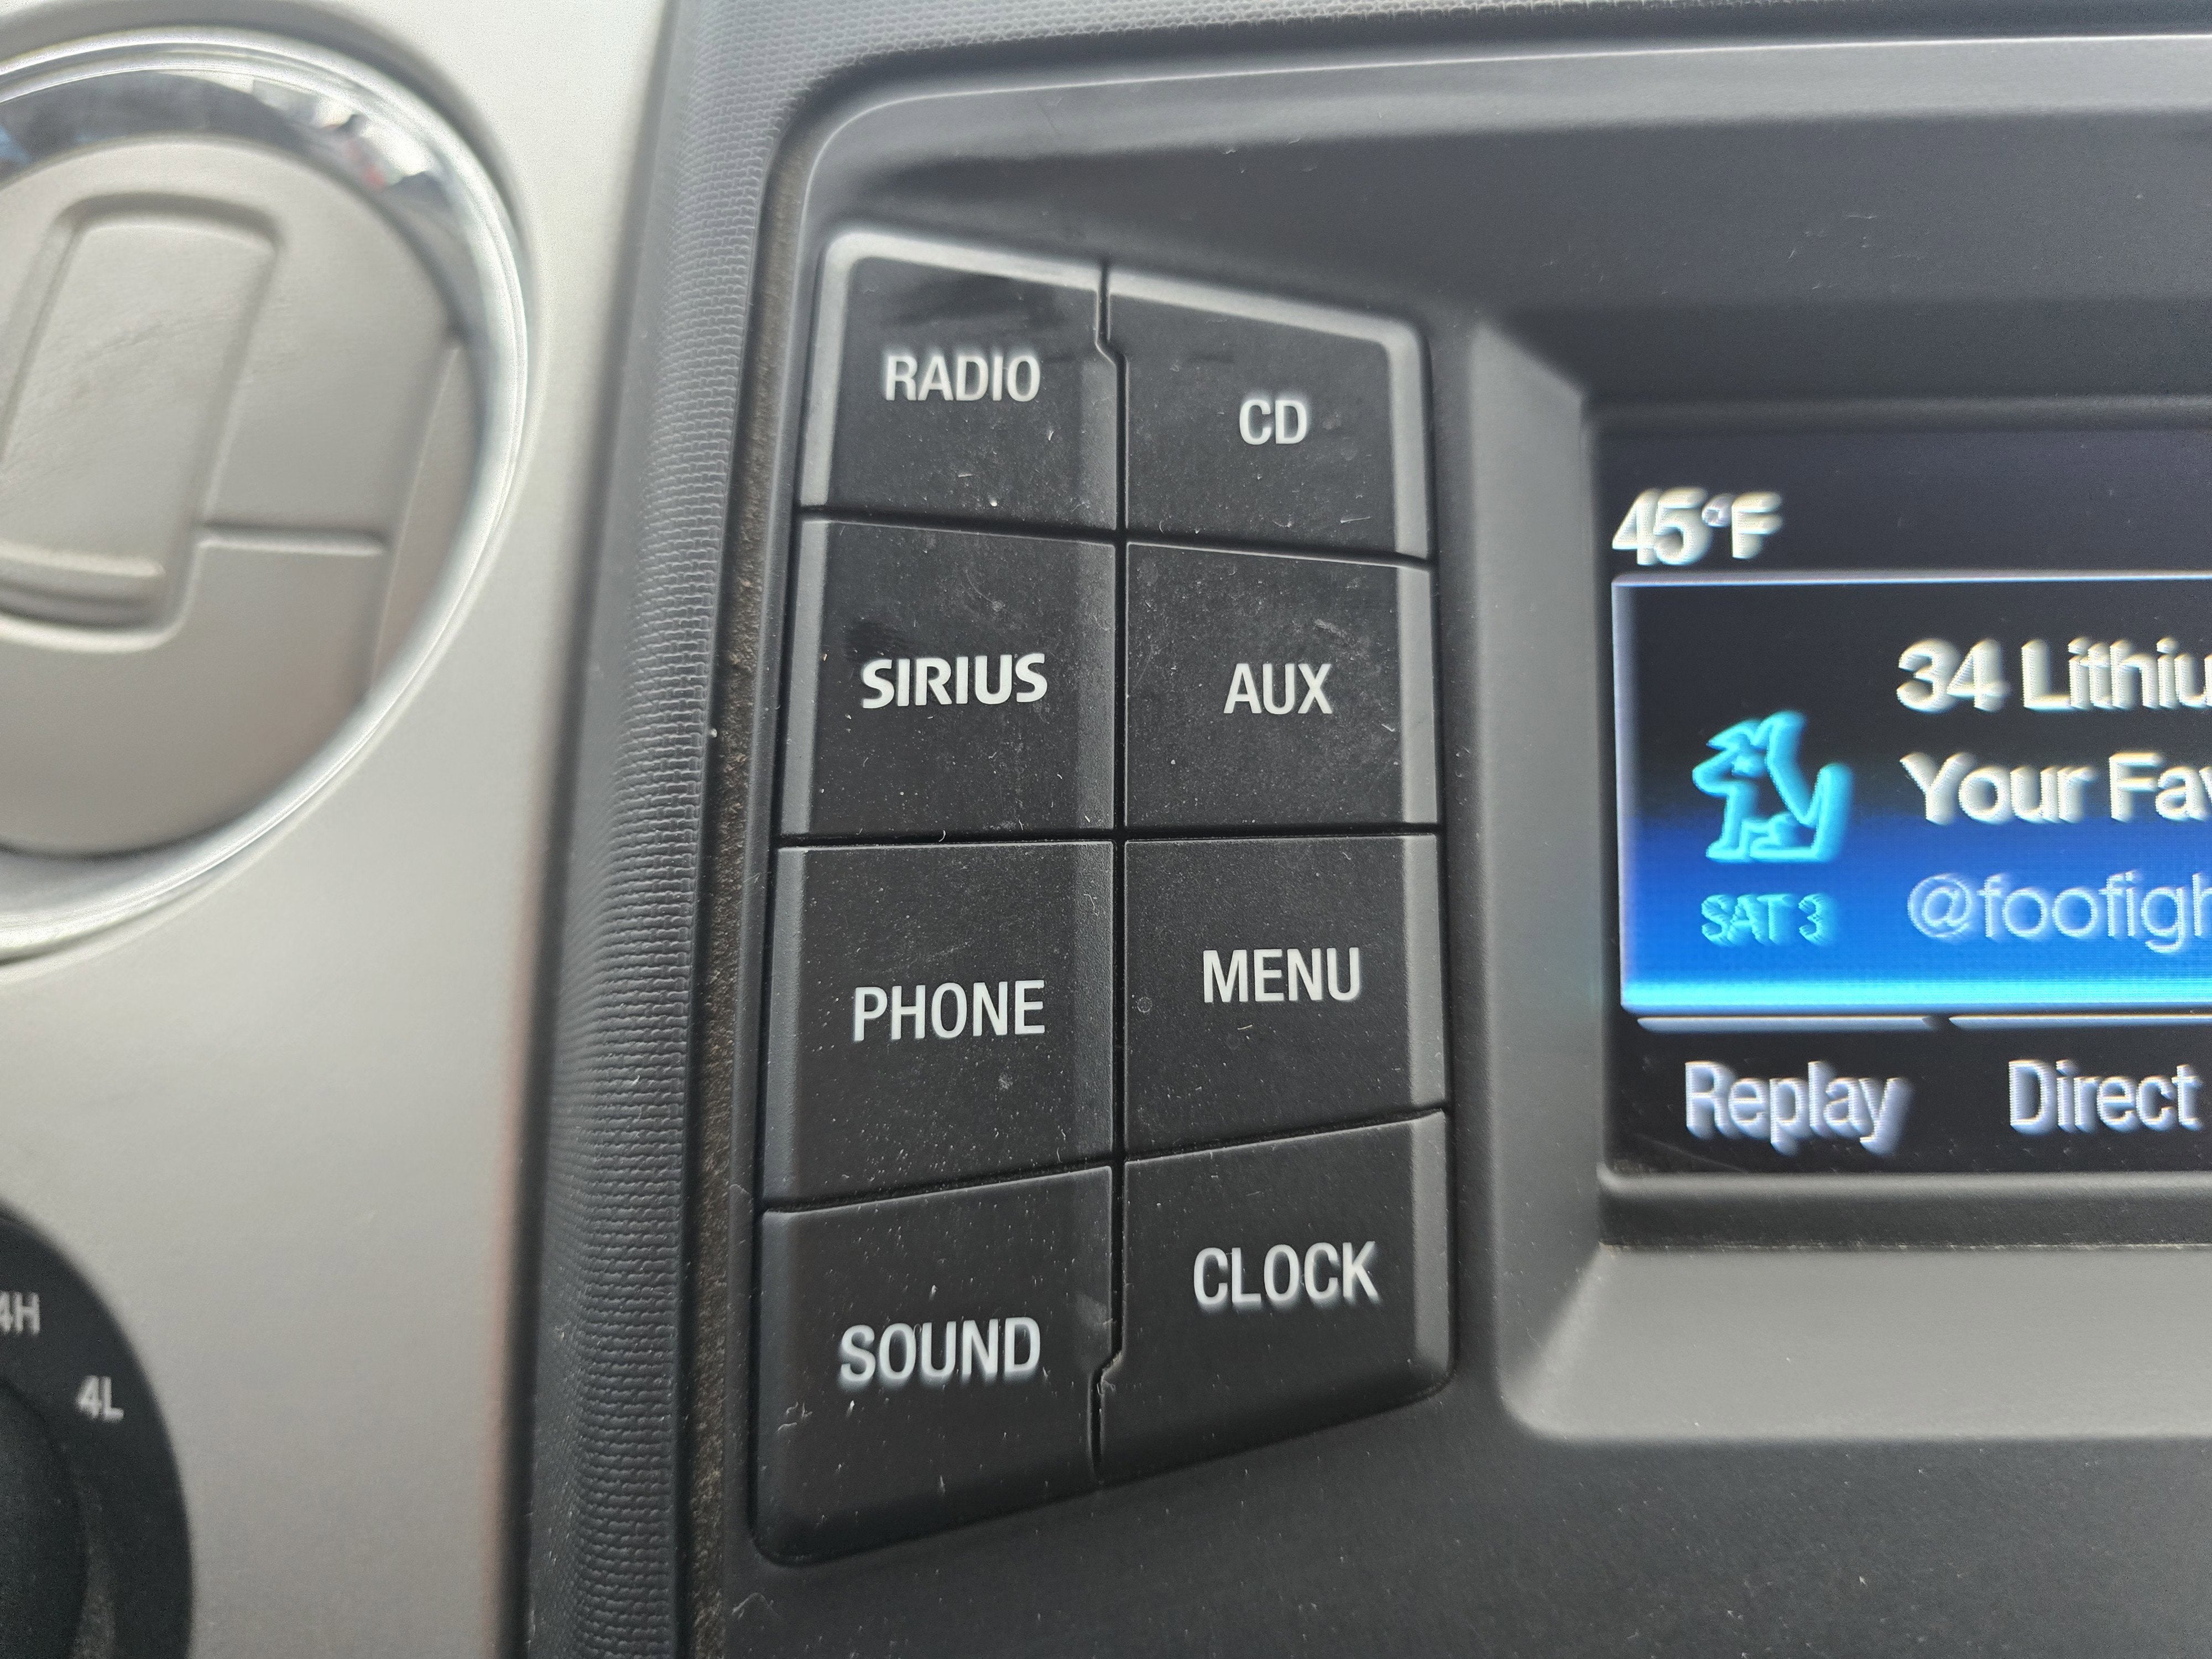 RADIO
CD
SIRIUS
AUX
PHONE
MENU
SOUND
CLOCK
45°F
34 Lithiu
Your Fav
SAT 3
@foofigh
Replay
Direct
4H
4L